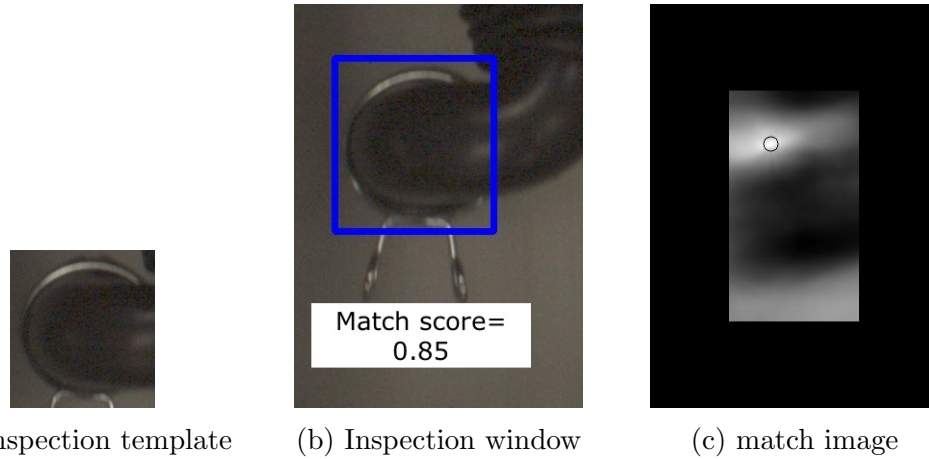 Match score=
0.85
nspection template
(b) Inspection window
(c) match image